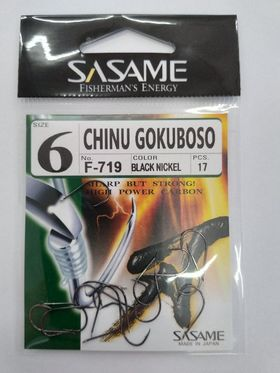 SASAME
FISHERMAN'S ENERGY
SIZE
6
CHINU GOKUBOSO
No. COLOR PCS.
F-719 BLACK NICKEL 17
SHARP BUT STRONG!
HIGH POWER CARBON
SASAME
MADE IN JAPAN